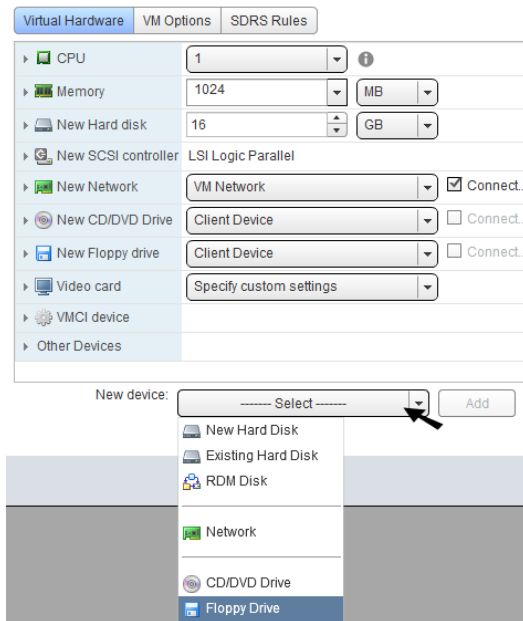 Virtual Hardware VM Options SDRS Rules
CPU 1
Memory 1024 MB
New Hard disk 16 GB
New SCSI controller LSI Logic Parallel
New Network VM Network Connect..
New CD/DVD Drive Client Device Connect..
New Floppy drive Client Device Connect..
Video card Specify custom settings
VMCI device
Other Devices
New device: ------- Select ------- Add
New Hard Disk
Existing Hard Disk
RDM Disk
Network
CD/DVD Drive
Floppy Drive